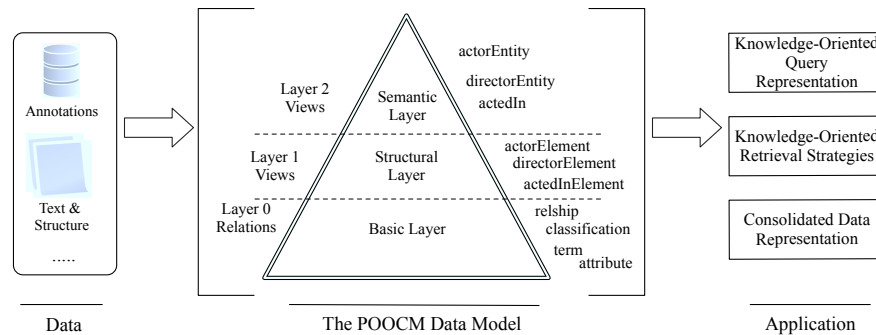 Annotations
Text &
Structure
.....
Data
Layer 2
Views
Layer 1
Views
Layer 0
Relations
Semantic
Layer
Structural
Layer
Basic Layer
actorEntity
directorEntity
actedIn
actorElement
directorElement
actedInElement
relship
classification
term
attribute
The POOCM Data Model
Knowledge-Oriented
Query
Representation
Knowledge-Oriented
Retrieval Strategies
Consolidated Data
Representation
Application